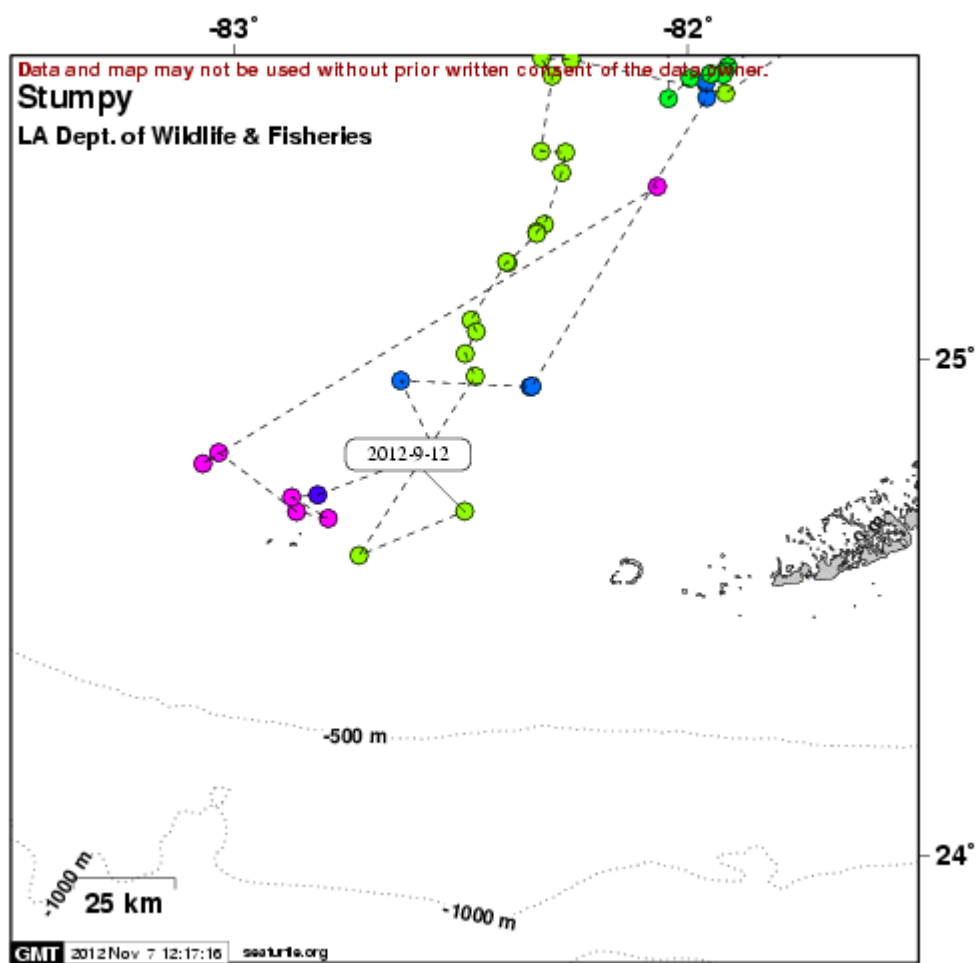 -83° -82°
Data and map may not be used without prior written consent of the data owner.
Stumpy
LA Dept. of Wildlife & Fisheries
25°
2012-9-12
-500 m
24°
-1000 m
25 km
-1000 m
GMT 2012 Nov 7 12:17:16 seaturtle.org